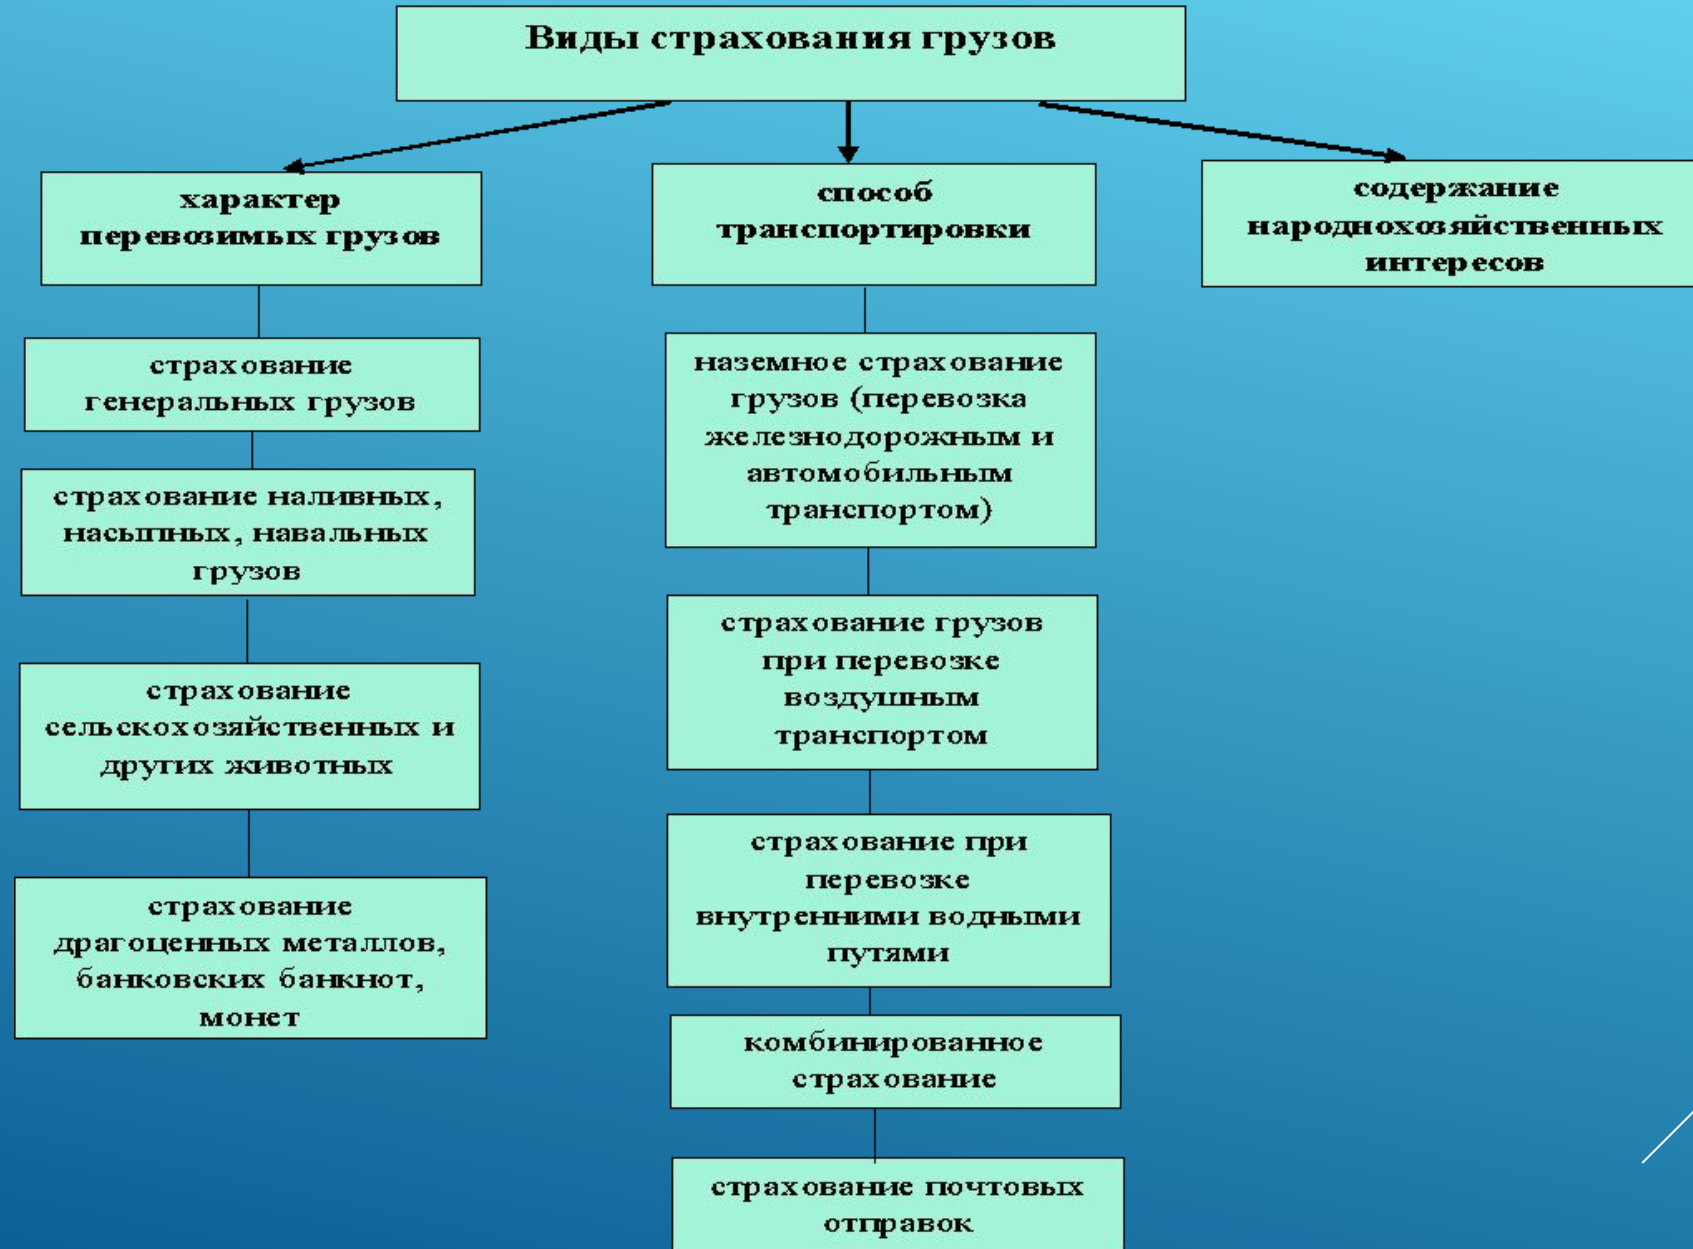 Виды страхования грузов
характер
перевозимых грузов
страхование
генеральных грузов
страхование наливных,
насыпных, навальных
грузов
страхование
сельскохозяйственных и
других животных
страхование
драгоценных металлов,
банковских банкнот,
монет
способ
транспортировки
наземное страхование
грузов (перевозка
железнодорожным и
автомобильным
транспортом)
страхование грузов
при перевозке
воздушным
транспортом
страхование при
перевозке
внутренними водными
путями
комбинированное
страхование
страхование почтовых
отправок
содержание
народнохозяйственных
интересов